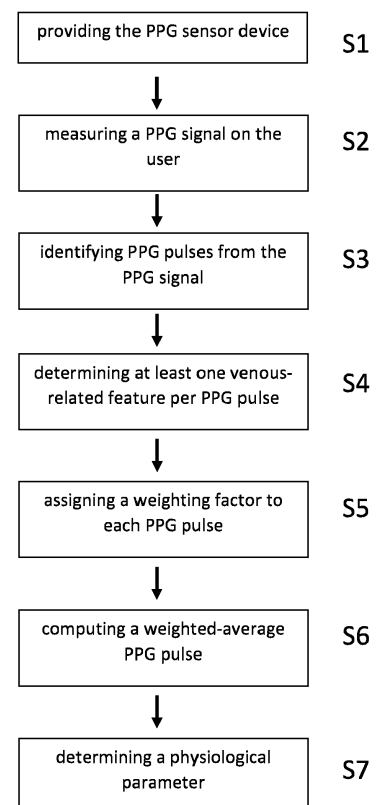 providing the PPG sensor device
S1
measuring a PPG signal on the
user
S2
identifying PPG pulses from the
PPG signal
S3
determining at least one venous-
related feature per PPG pulse
S4
assigning a weighting factor to
each PPG pulse
S5
computing a weighted-average
PPG pulse
S6
determining a physiological
parameter
S7